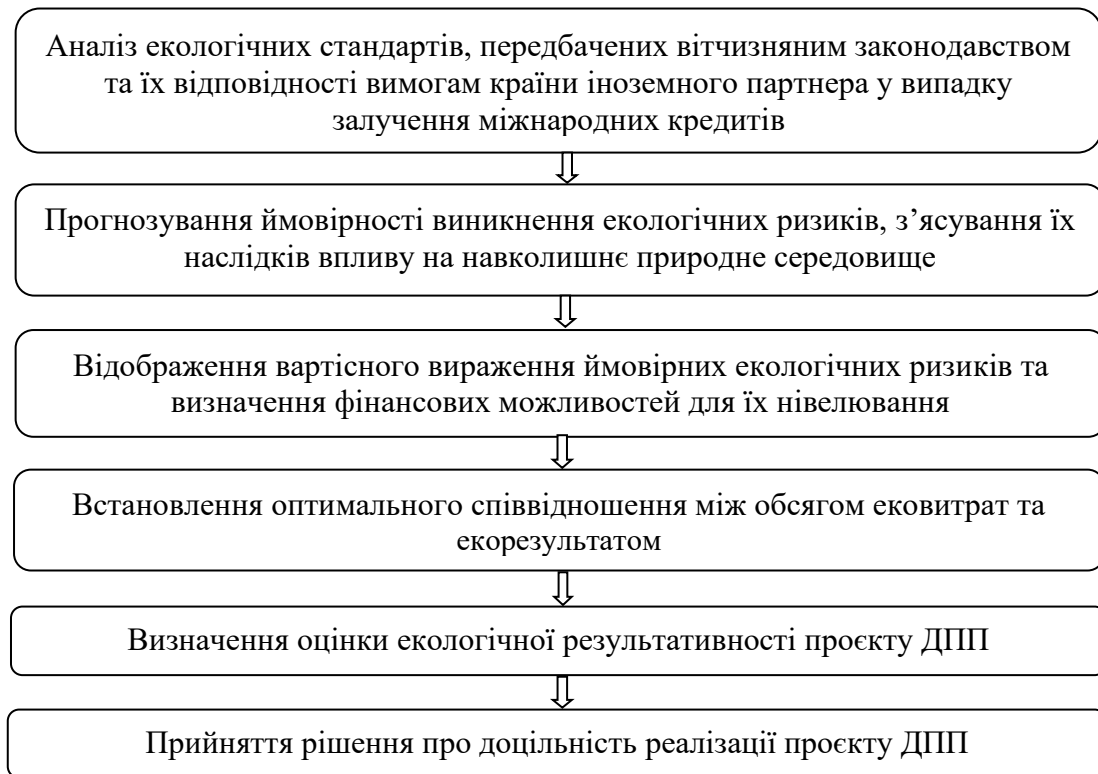 Аналіз екологічних стандартів, передбачених вітчизняним законодавством
та їх відповідності вимогам країни іноземного партнера у випадку
залучення міжнародних кредитів
Прогнозування ймовірності виникнення екологічних ризиків, з’ясування їх
наслідків впливу на навколишнє природне середовище
Відображення вартісного вираження ймовірних екологічних ризиків та
визначення фінансових можливостей для їх нівелювання
Встановлення оптимального співвідношення між обсягом ековитрат та
екорезультатом
Визначення оцінки екологічної результативності проєкту ДПП
Прийняття рішення про доцільність реалізації проєкту ДПП